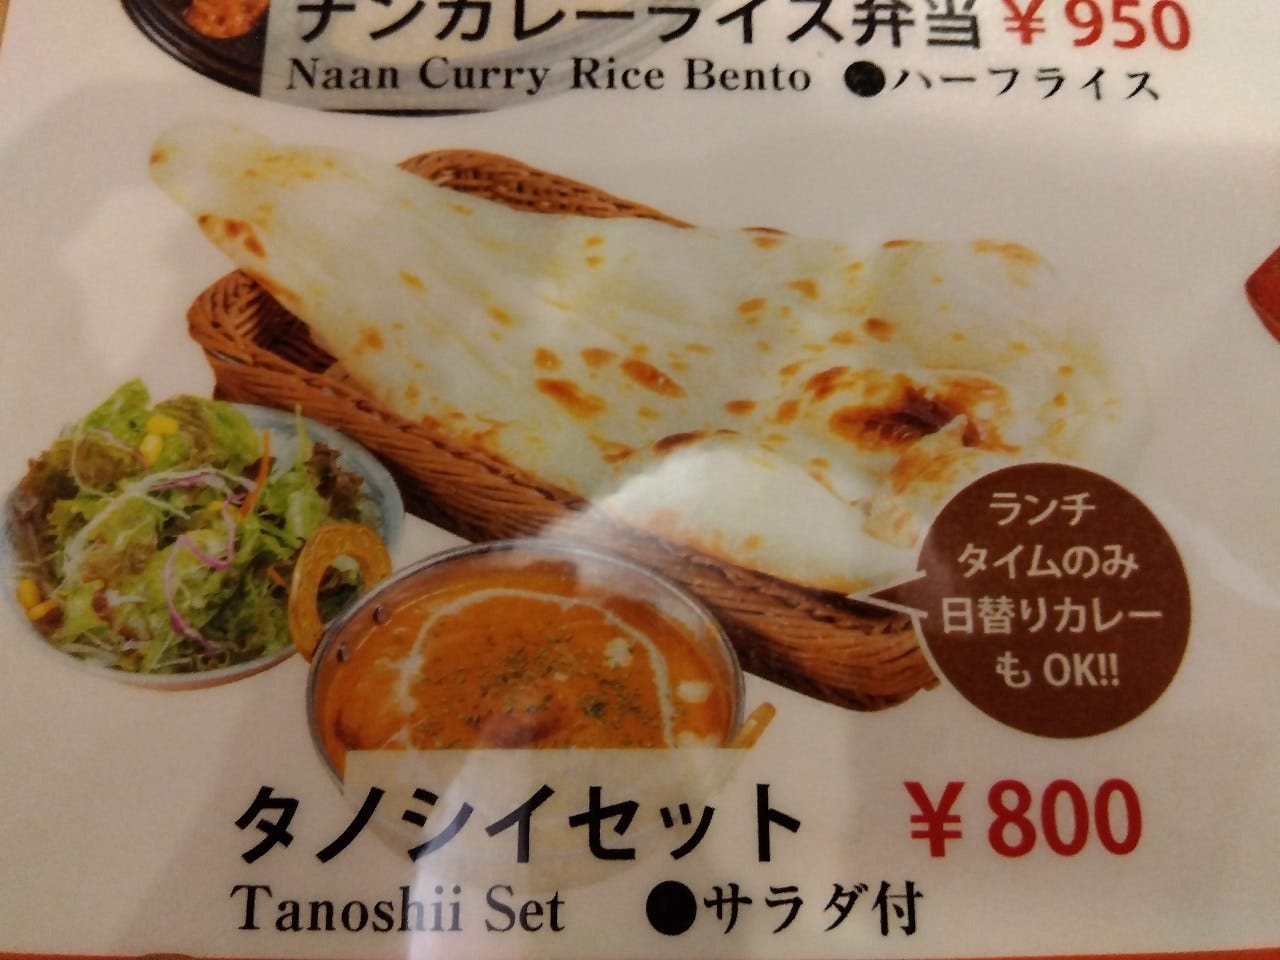 ナンカレーライス弁当 ¥950
Naan Curry Rice Bento ●ハーフライス
ランチ
タイムのみ
日替りカレー
も OK!!
タノシイセット ¥800
Tanoshii Set ●サラダ付